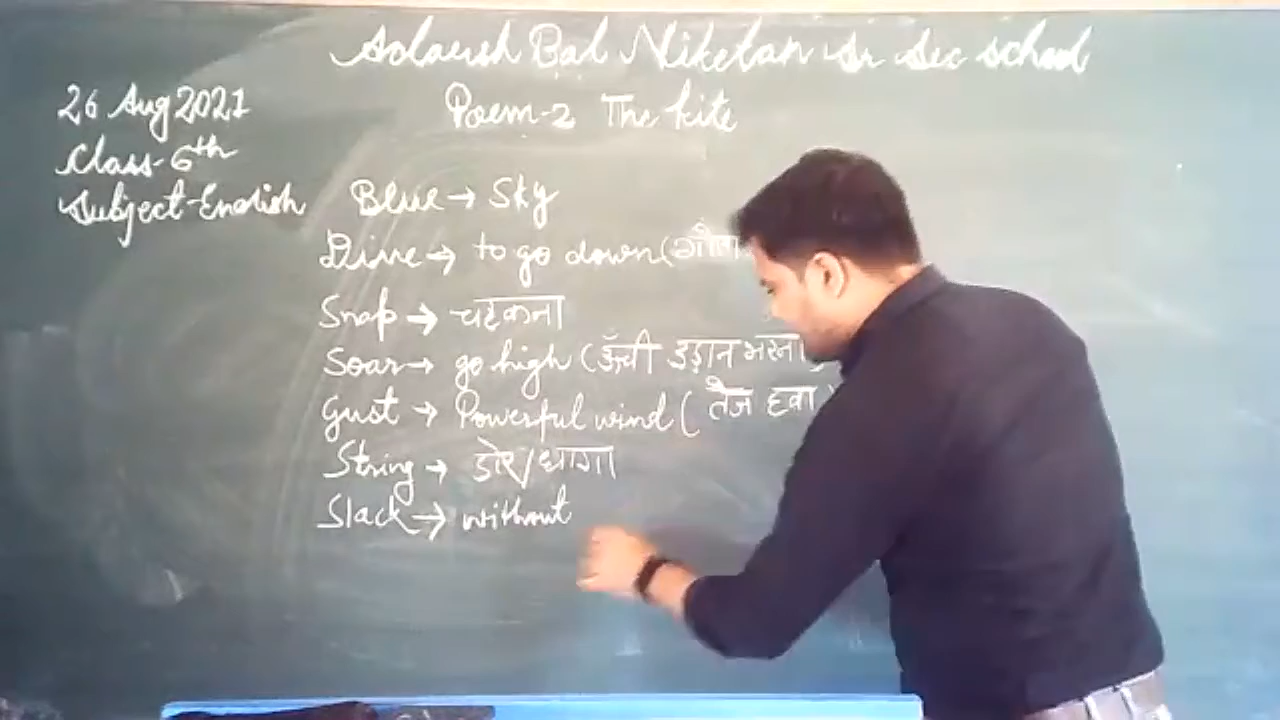 Adarsh Bal Niketan Sr Sec school
26 Aug 2021
Poem-2 The kite
Class-6th
Subject-English
Blue → Sky
Dive → to go down (गोता
Snap → चटकना
Soar → go high (ऊँची उड़ान भरना)
Gust → Powerful wind (तेज हवा)
String → डोर/धागा
Slack → without